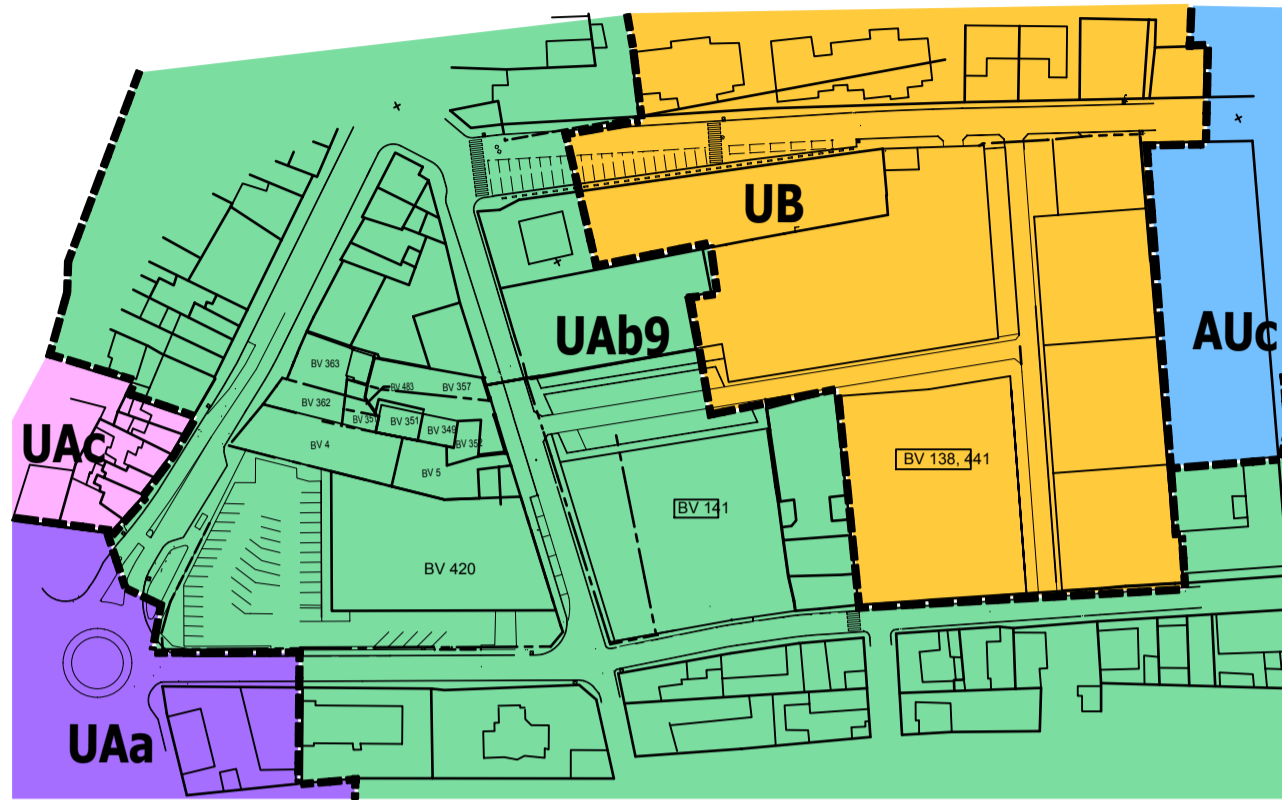 UB
UAb9
AUc
BV 363
BV 483
BV 357
BV 362
BV 351
BV 349
BV 352
UAc
BV 4
BV 5
BV 138, 441
BV 141
BV 420
UAa